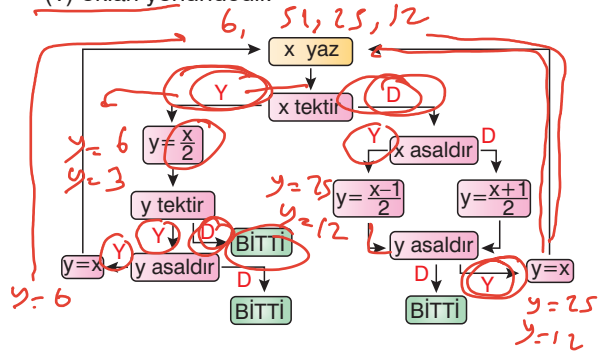 6, 51, 25, 12
x yaz
Y
x tektir
D
y= 6
y= x/2
Y
x asaldır
D
y= 3
y= 25
y= x-1/2
y= x+1/2
y tektir
y= 12
Y
D
BİTTİ
y asaldır
y=x
Y
y asaldır
D
D
Y
y=x
y= 6
BİTTİ
BİTTİ
y= 25
y= 12